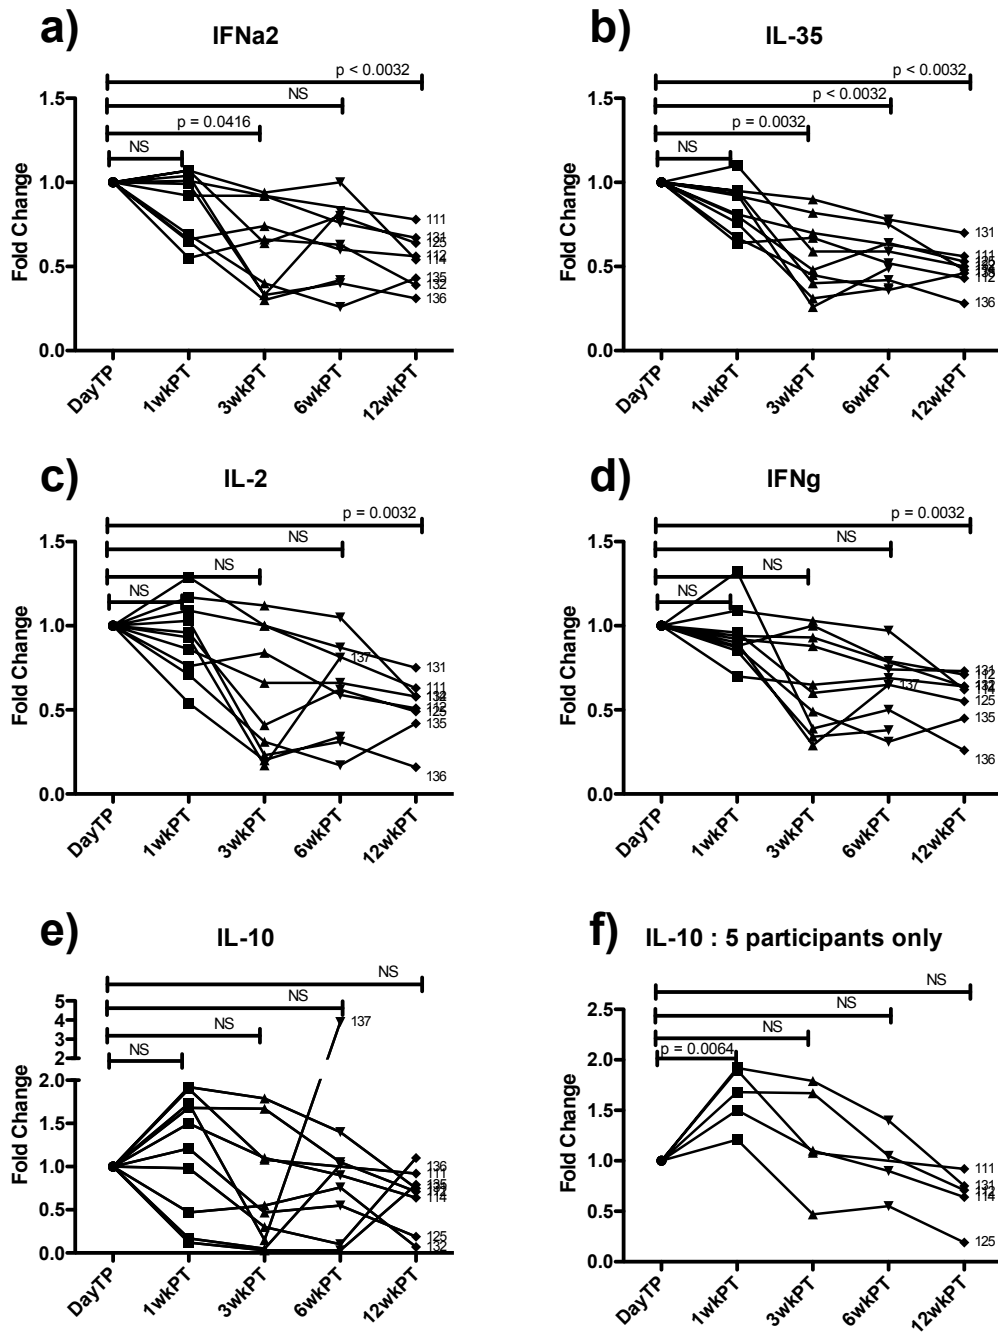 a)
IFNa2
p < 0.0032
NS
p = 0.0416
NS
Fold Change
1.5
1.0
0.5
0.0
111
131
125
112
114
135
132
136
DayTP
1wkPT
3wkPT
6wkPT
12wkPT
b)
IL-35
p < 0.0032
p < 0.0032
p = 0.0032
NS
Fold Change
1.5
1.0
0.5
0.0
131
111
112
136
DayTP
1wkPT
3wkPT
6wkPT
12wkPT
c)
IL-2
p = 0.0032
NS
NS
NS
Fold Change
1.5
1.0
0.5
0.0
137
131
111
112
125
135
136
DayTP
1wkPT
3wkPT
6wkPT
12wkPT
d)
IFNg
p = 0.0032
NS
NS
NS
Fold Change
1.5
1.0
0.5
0.0
137
131
112
114
125
135
136
DayTP
1wkPT
3wkPT
6wkPT
12wkPT
e)
IL-10
NS
NS
NS
NS
Fold Change
5
4
3
2
2.0
1.5
1.0
0.5
0.0
137
136
111
135
114
125
132
DayTP
1wkPT
3wkPT
6wkPT
12wkPT
f)
IL-10 : 5 participants only
NS
NS
NS
p = 0.0064
Fold Change
2.5
2.0
1.5
1.0
0.5
0.0
111
131
112
114
125
DayTP
1wkPT
3wkPT
6wkPT
12wkPT